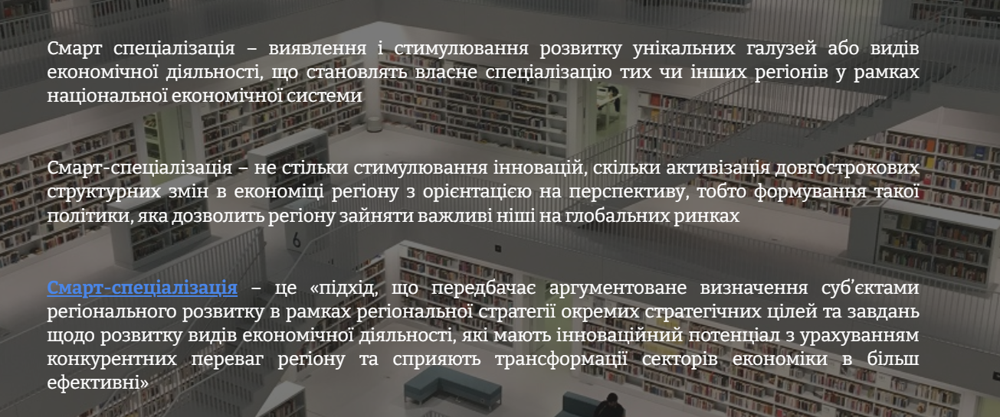 Смарт спеціалізація – виявлення і стимулювання розвитку унікальних галузей або видів
економічної діяльності, що становлять власне спеціалізацію тих чи інших регіонів у рамках
національної економічної системи
Смарт-спеціалізація – не стільки стимулювання інновацій, скільки активізація довгострокових
структурних змін в економіці регіону з орієнтацією на перспективу, тобто формування такої
політики, яка дозволить регіону зайняти важливі ніші на глобальних ринках
6
Смарт-спеціалізація – це «підхід, що передбачає аргументоване визначення суб’єктами
регіонального розвитку в рамках регіональної стратегії окремих стратегічних цілей та завдань
щодо розвитку видів економічної діяльності, які мають інноваційний потенціал з урахуванням
конкурентних переваг регіону та сприяють трансформації секторів економіки в більш
ефективні»